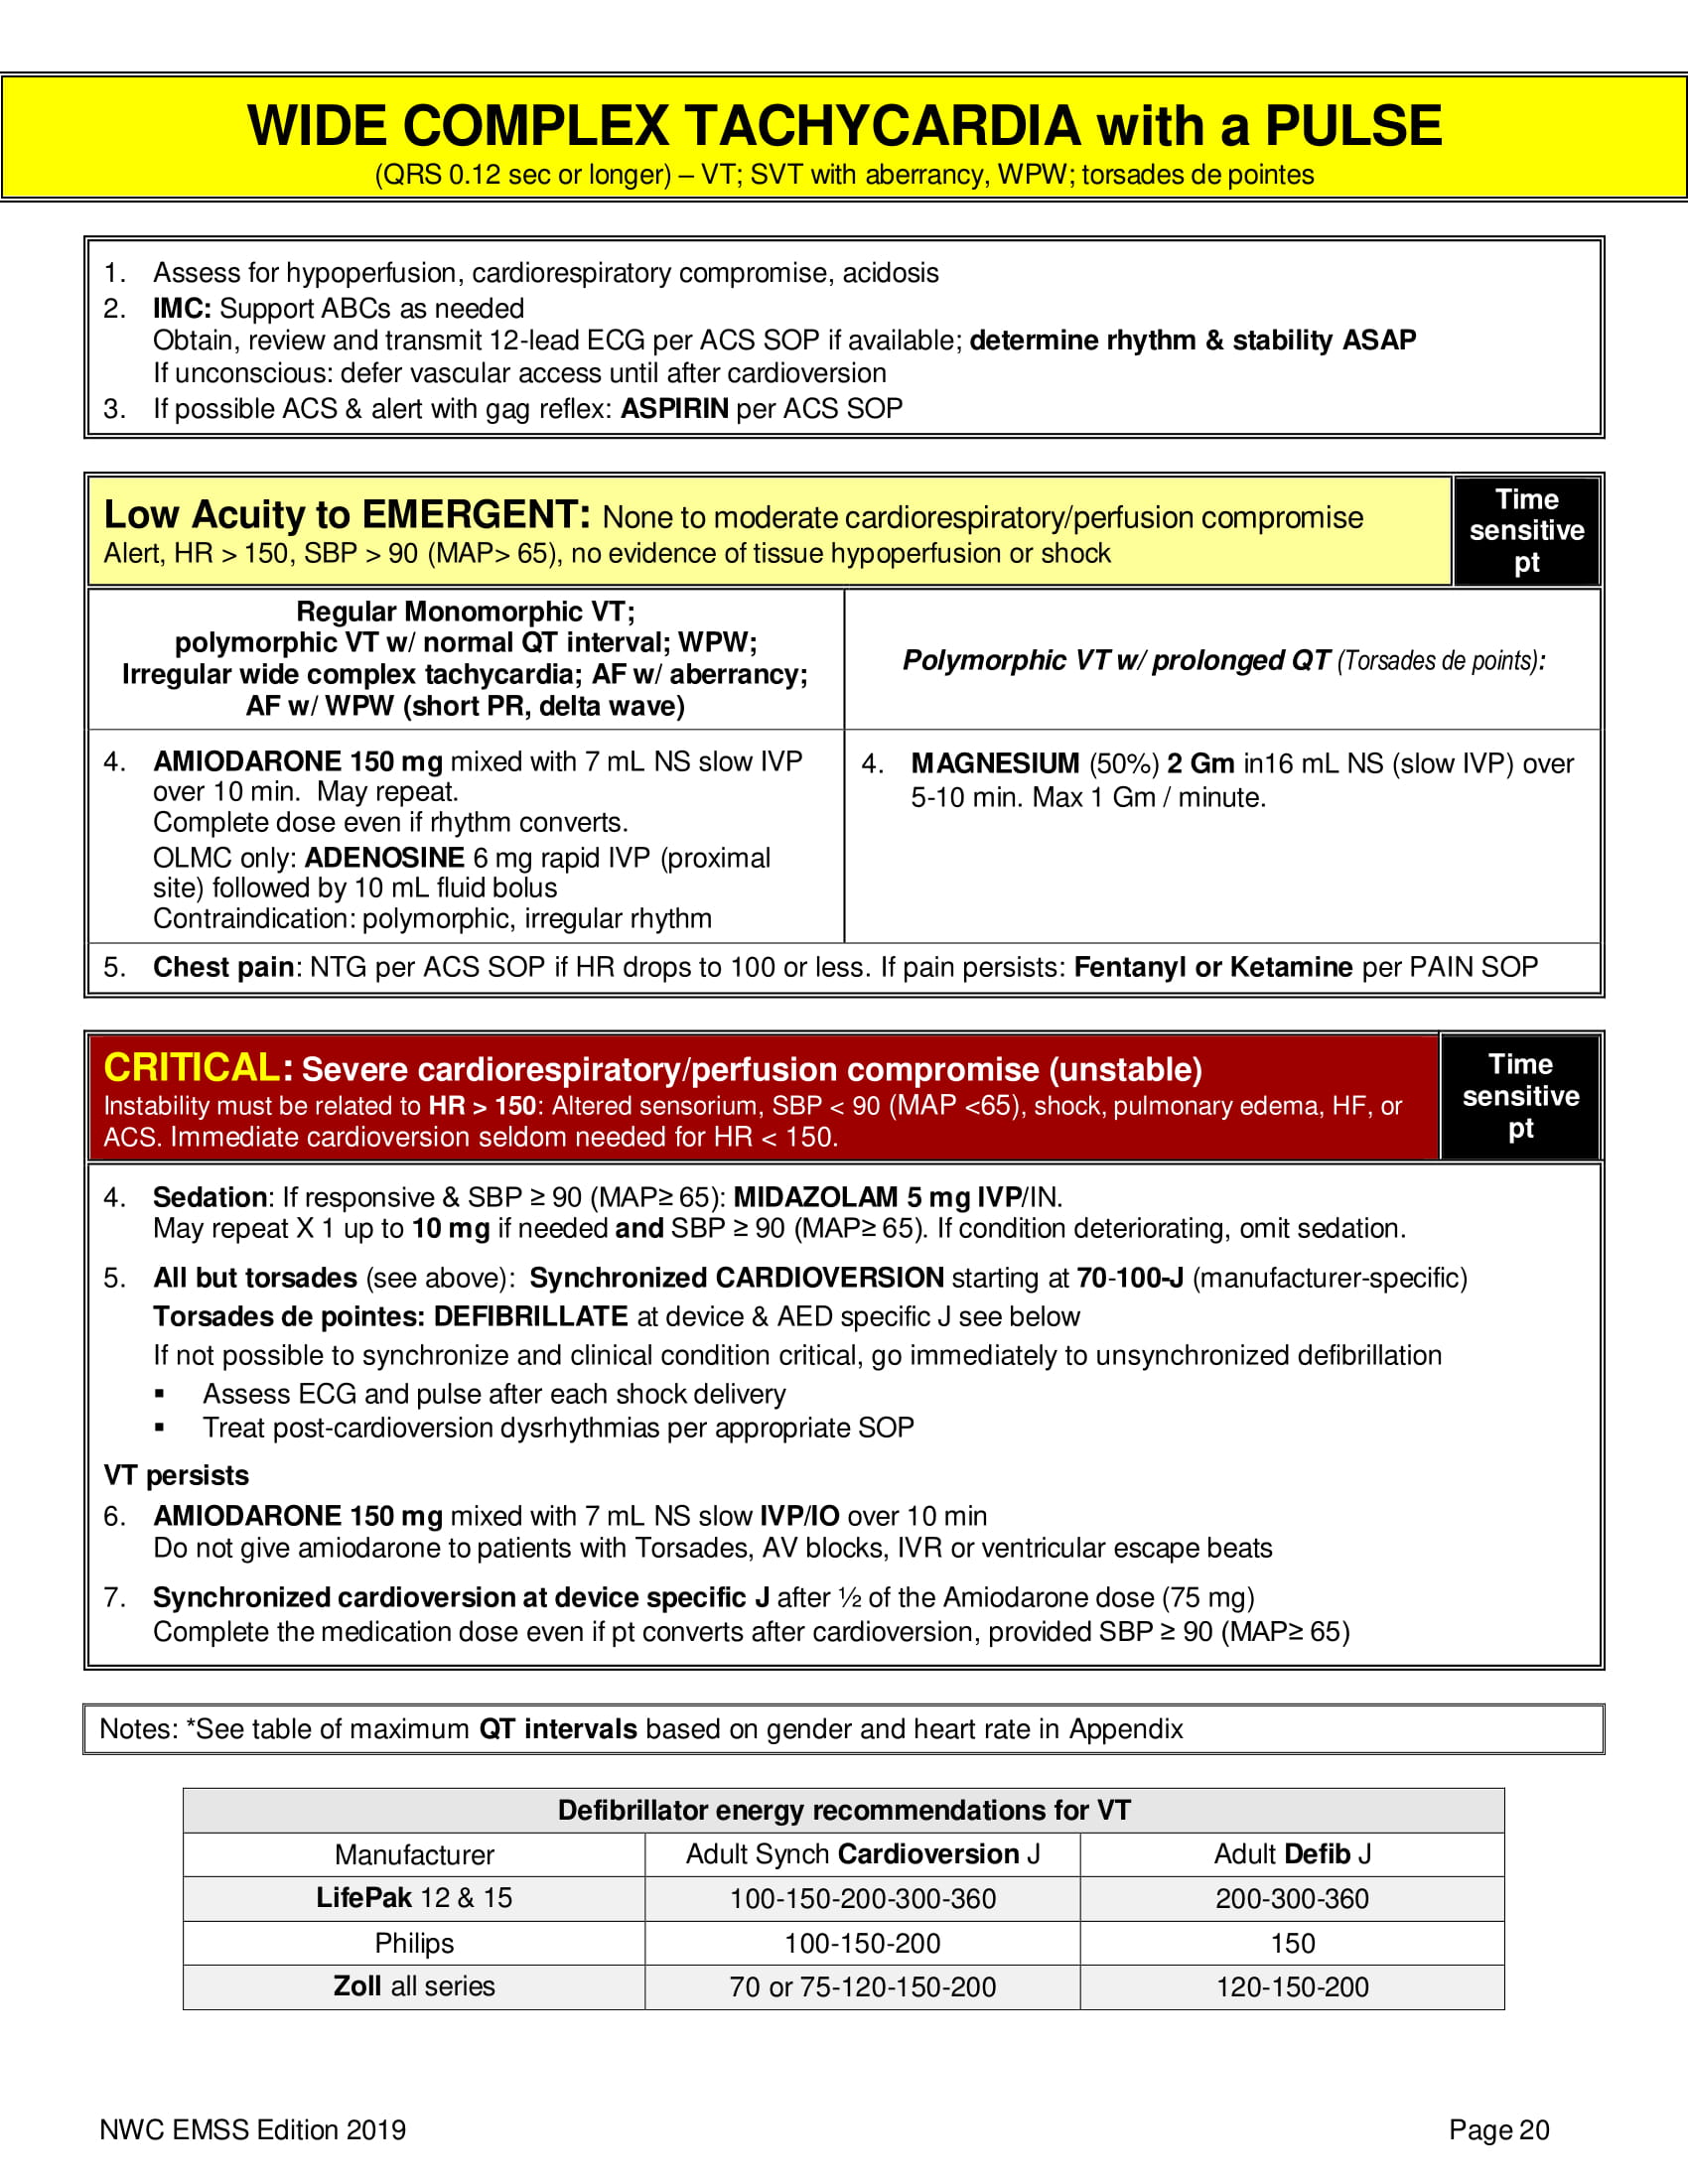 WIDE COMPLEX TACHYCARDIA with a PULSE
(QRS 0.12 sec or longer) – VT; SVT with aberrancy, WPW; torsades de pointes
1. Assess for hypoperfusion, cardiorespiratory compromise, acidosis
2. IMC: Support ABCs as needed
Obtain, review and transmit 12-lead ECG per ACS SOP if available; determine rhythm & stability ASAP
If unconscious: defer vascular access until after cardioversion
3. If possible ACS & alert with gag reflex: ASPIRIN per ACS SOP
Low Acuity to EMERGENT: None to moderate cardiorespiratory/perfusion compromise
Alert, HR > 150, SBP > 90 (MAP> 65), no evidence of tissue hypoperfusion or shock
Time
sensitive
pt
Regular Monomorphic VT;
polymorphic VT w/ normal QT interval; WPW;
Irregular wide complex tachycardia; AF w/ aberrancy;
AF w/ WPW (short PR, delta wave)
Polymorphic VT w/ prolonged QT (Torsades de points):
4. AMIODARONE 150 mg mixed with 7 mL NS slow IVP
over 10 min. May repeat.
Complete dose even if rhythm converts.
OLMC only: ADENOSINE 6 mg rapid IVP (proximal
site) followed by 10 mL fluid bolus
Contraindication: polymorphic, irregular rhythm
4. MAGNESIUM (50%) 2 Gm in16 mL NS (slow IVP) over
5-10 min. Max 1 Gm / minute.
5. Chest pain: NTG per ACS SOP if HR drops to 100 or less. If pain persists: Fentanyl or Ketamine per PAIN SOP
CRITICAL: Severe cardiorespiratory/perfusion compromise (unstable)
Instability must be related to HR > 150: Altered sensorium, SBP < 90 (MAP <65), shock, pulmonary edema, HF, or
ACS. Immediate cardioversion seldom needed for HR < 150.
Time
sensitive
pt
4. Sedation: If responsive & SBP ≥ 90 (MAP≥ 65): MIDAZOLAM 5 mg IVP/IN.
May repeat X 1 up to 10 mg if needed and SBP ≥ 90 (MAP≥ 65). If condition deteriorating, omit sedation.
5. All but torsades (see above): Synchronized CARDIOVERSION starting at 70-100-J (manufacturer-specific)
Torsades de pointes: DEFIBRILLATE at device & AED specific J see below
If not possible to synchronize and clinical condition critical, go immediately to unsynchronized defibrillation
▪ Assess ECG and pulse after each shock delivery
▪ Treat post-cardioversion dysrhythmias per appropriate SOP
VT persists
6. AMIODARONE 150 mg mixed with 7 mL NS slow IVP/IO over 10 min
Do not give amiodarone to patients with Torsades, AV blocks, IVR or ventricular escape beats
7. Synchronized cardioversion at device specific J after ½ of the Amiodarone dose (75 mg)
Complete the medication dose even if pt converts after cardioversion, provided SBP ≥ 90 (MAP≥ 65)
Notes: *See table of maximum QT intervals based on gender and heart rate in Appendix
Defibrillator energy recommendations for VT
Manufacturer Adult Synch Cardioversion J Adult Defib J
LifePak 12 & 15 100-150-200-300-360 200-300-360
Philips 100-150-200 150
Zoll all series 70 or 75-120-150-200 120-150-200
NWC EMSS Edition 2019 Page 20